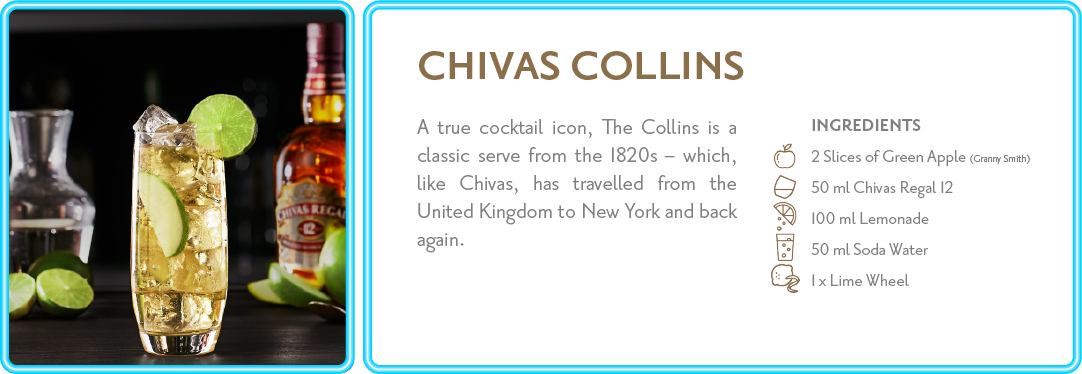 CHIVAS COLLINS
A true cocktail icon, The Collins is a
classic serve from the 1820s – which,
like Chivas, has travelled from the
United Kingdom to New York and back
again.
INGREDIENTS
2 Slices of Green Apple (Granny Smith)
50 ml Chivas Regal 12
100 ml Lemonade
50 ml Soda Water
1 x Lime Wheel
CHIVAS REGAL
12